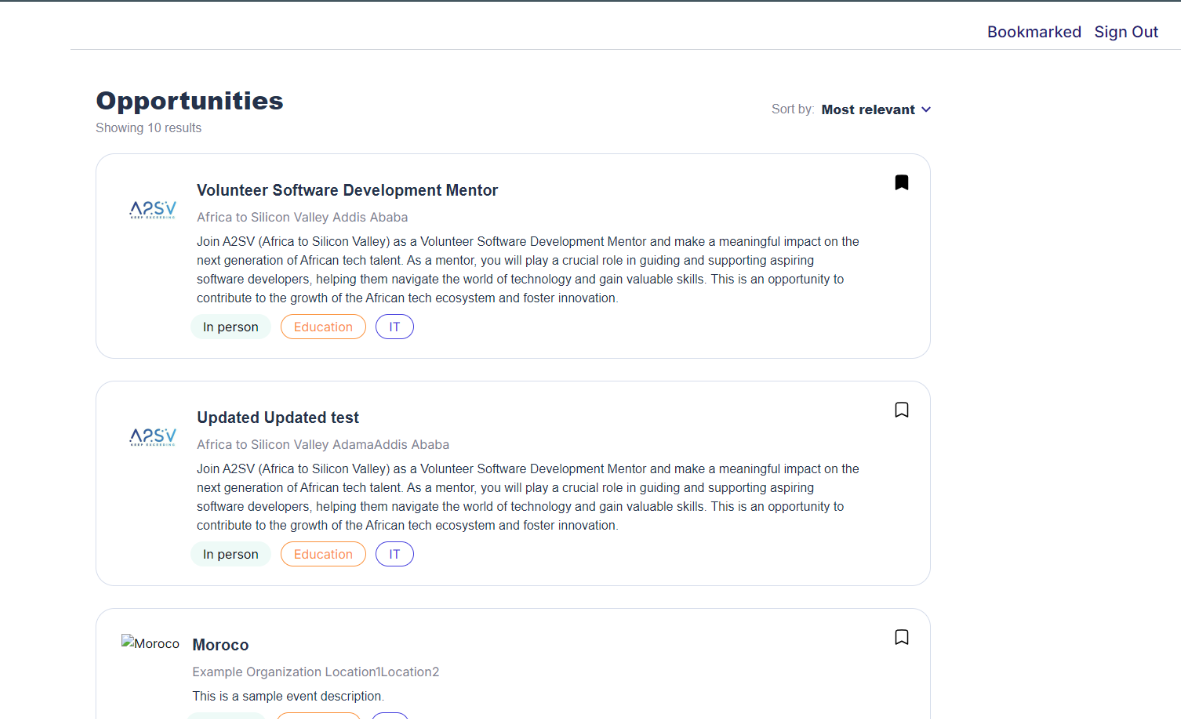 Bookmarked Sign Out
Opportunities
Showing 10 results
Sort by: Most relevant
Volunteer Software Development Mentor
A2SV
Africa to Silicon Valley Addis Ababa
Join A2SV (Africa to Silicon Valley) as a Volunteer Software Development Mentor and make a meaningful impact on the
next generation of African tech talent. As a mentor, you will play a crucial role in guiding and supporting aspiring
software developers, helping them navigate the world of technology and gain valuable skills. This is an opportunity to
contribute to the growth of the African tech ecosystem and foster innovation.
In person Education IT
Updated Updated test
A2SV
Africa to Silicon Valley AdamaAddis Ababa
Join A2SV (Africa to Silicon Valley) as a Volunteer Software Development Mentor and make a meaningful impact on the
next generation of African tech talent. As a mentor, you will play a crucial role in guiding and supporting aspiring
software developers, helping them navigate the world of technology and gain valuable skills. This is an opportunity to
contribute to the growth of the African tech ecosystem and foster innovation.
In person Education IT
Moroco Moroco
Example Organization Location1Location2
This is a sample event description.